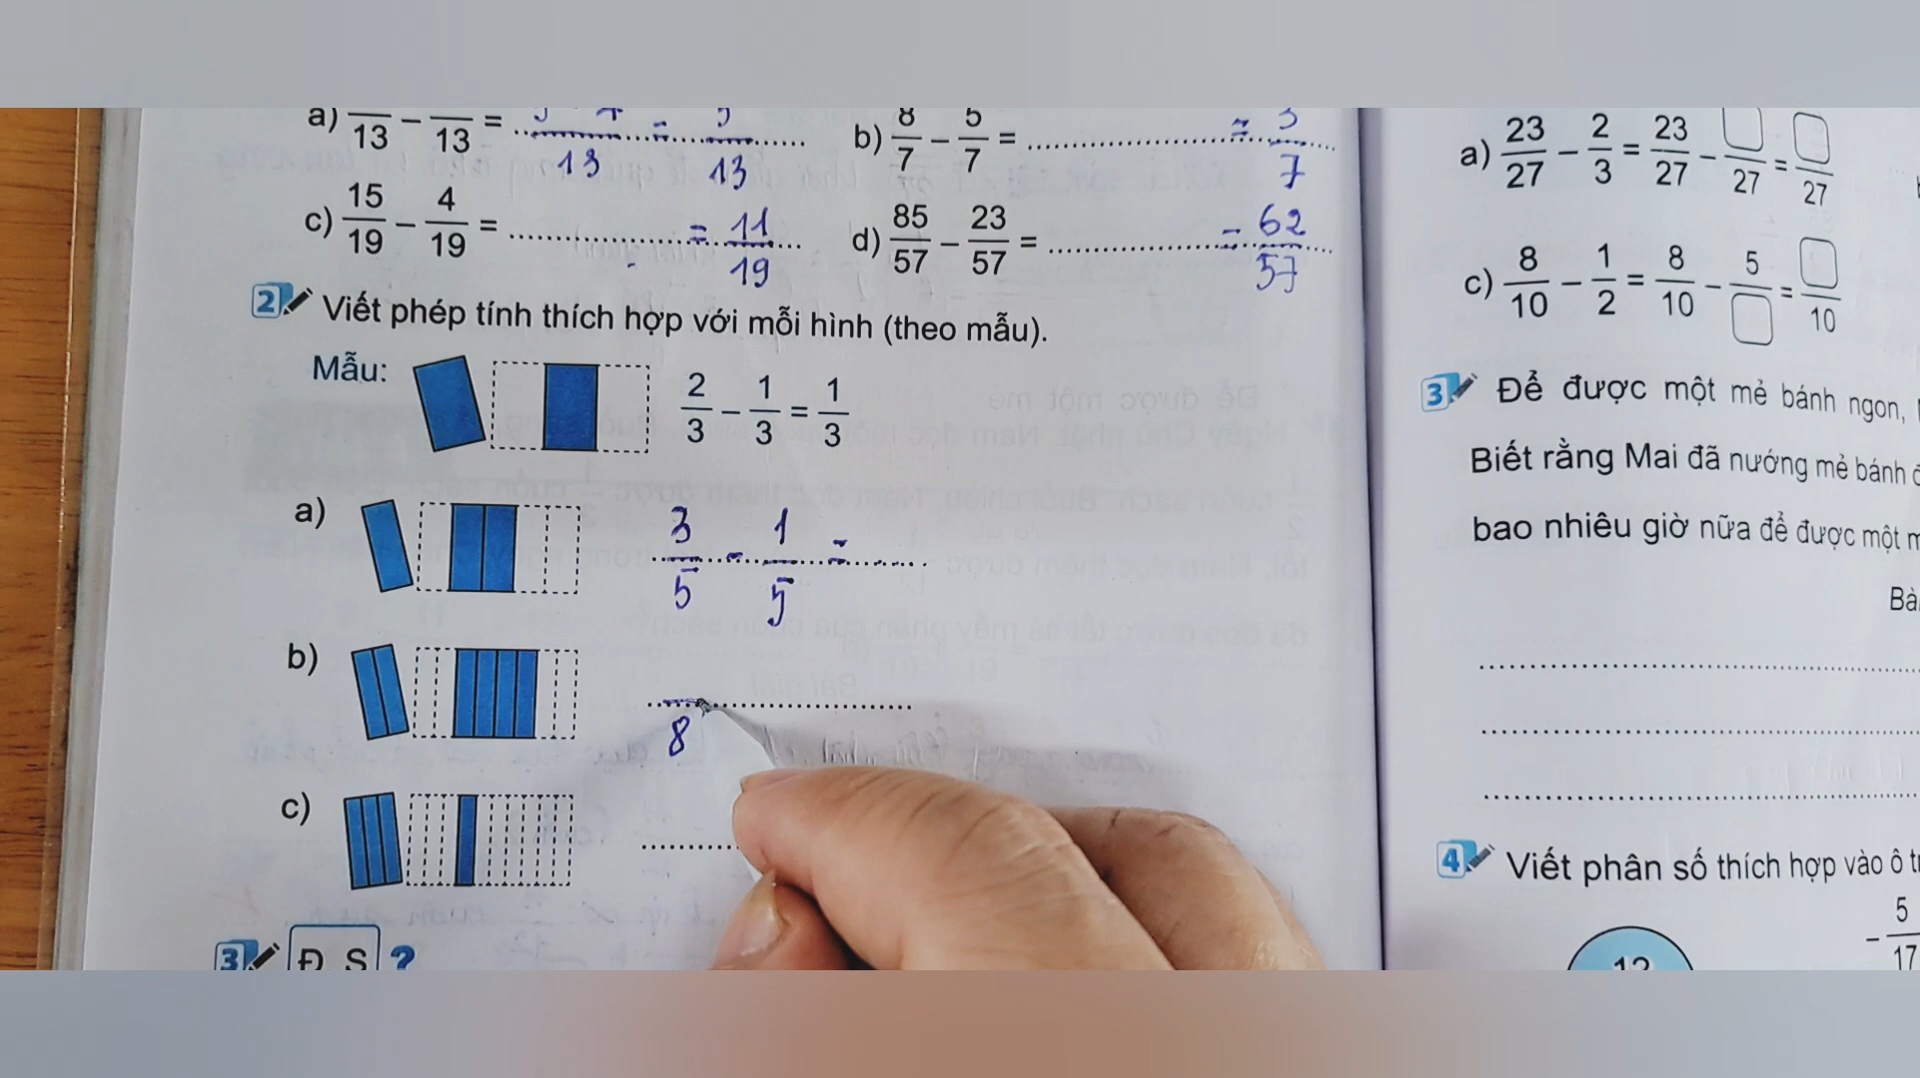 a) /13 − /13 = /13 = /13
b) 8/7 − 5/7 = = 3/7
c) 15/19 − 4/19 = = 11/19
d) 85/57 − 23/57 = = 62/57
2 Viết phép tính thích hợp với mỗi hình (theo mẫu).
Mẫu: 2/3 − 1/3 = 1/3
a) 3/5 - 1/5 =
b) /8
c)
3 Đ, S ?
a) 23/27 − 2/3 = 23/27 − □/27 = □/27
c) 8/10 − 1/2 = 8/10 − 5/□ = □/10
3 Để được một mẻ bánh ngon,
Biết rằng Mai đã nướng mẻ bánh
bao nhiêu giờ nữa để được một
4 Viết phân số thích hợp vào ô
− 5/17